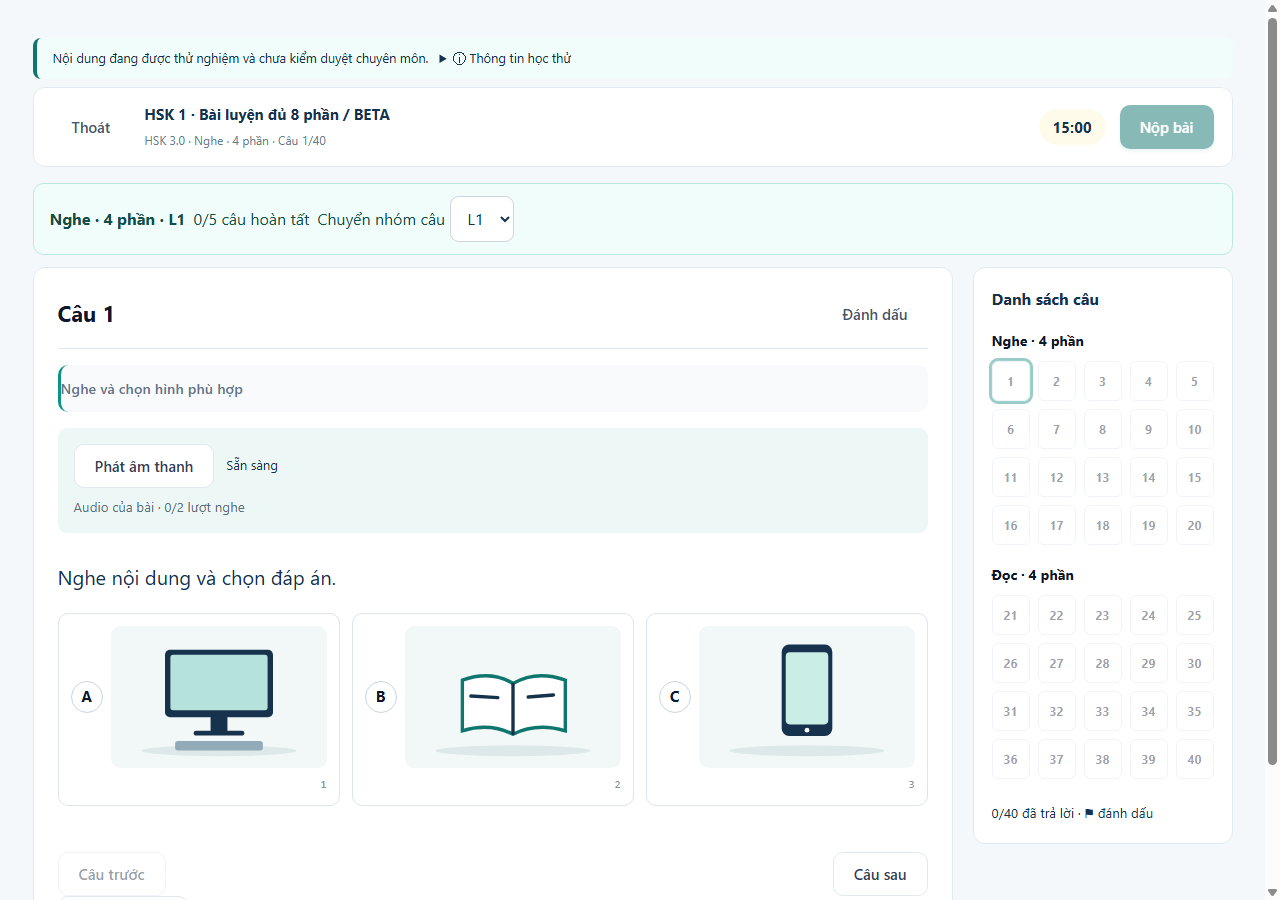 Nội dung đang được thử nghiệm và chưa kiểm duyệt chuyên môn. ▶ ⓘ Thông tin học thử
Thoát
HSK 1 · Bài luyện đủ 8 phần / BETA
HSK 3.0 · Nghe · 4 phần · Câu 1/40
15:00
Nộp bài
Nghe · 4 phần · L1 0/5 câu hoàn tất Chuyển nhóm câu L1
Câu 1
Đánh dấu
Nghe và chọn hình phù hợp
Phát âm thanh
Sẵn sàng
Audio của bài · 0/2 lượt nghe
Nghe nội dung và chọn đáp án.
A
1
B
2
C
3
Câu trước
Câu sau
Danh sách câu
Nghe · 4 phần
1 2 3 4 5
6 7 8 9 10
11 12 13 14 15
16 17 18 19 20
Đọc · 4 phần
21 22 23 24 25
26 27 28 29 30
31 32 33 34 35
36 37 38 39 40
0/40 đã trả lời · ⚑ đánh dấu